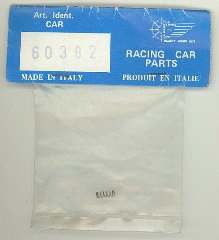 Art. Ident.
CAR
60302
RACING CAR
PARTS
MADE IN ITALY
PRODUIT EN ITALIE